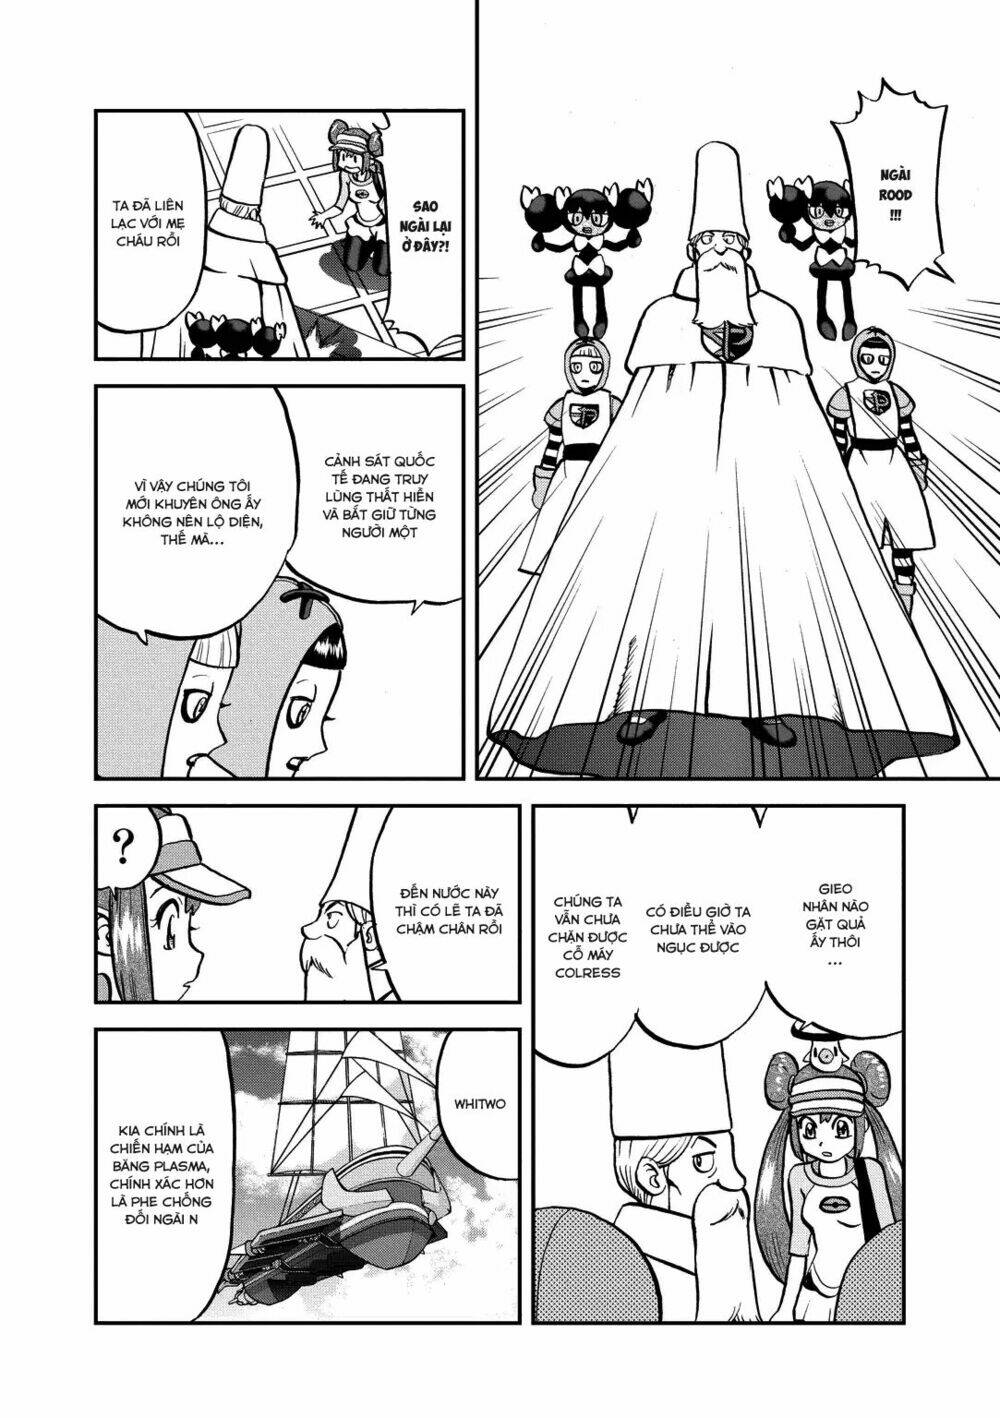 NGÀI
ROOD
!!!
SAO
NGÀI LẠI
Ở ĐÂY?!
TA ĐÃ LIÊN
LẠC VỚI MẸ
CHÁU RỒI
CẢNH SÁT QUỐC
TẾ ĐANG TRUY
LÙNG THẤT HIỀN
VÀ BẮT GIỮ TỪNG
NGƯỜI MỘT
VÌ VẬY CHÚNG TÔI
MỚI KHUYÊN ÔNG ẤY
KHÔNG NÊN LỘ DIỆN,
THẾ MÀ...
GIEO
NHÂN NÀO
GẶT QUẢ
ẤY THÔI
...
CÓ ĐIỀU GIỜ TA
CHƯA THỂ VÀO
NGỤC ĐƯỢC
CHÚNG TA
VẪN CHƯA
CHẶN ĐƯỢC
CỖ MÁY
COLRESS
ĐẾN NƯỚC NÀY
THÌ CÓ LẼ TA ĐÃ
CHẬM CHÂN RỒI
?
WHITWO
KIA CHÍNH LÀ
CHIẾN HẠM CỦA
BĂNG PLASMA,
CHÍNH XÁC HƠN
LÀ PHE CHỐNG
ĐỐI NGÀI N